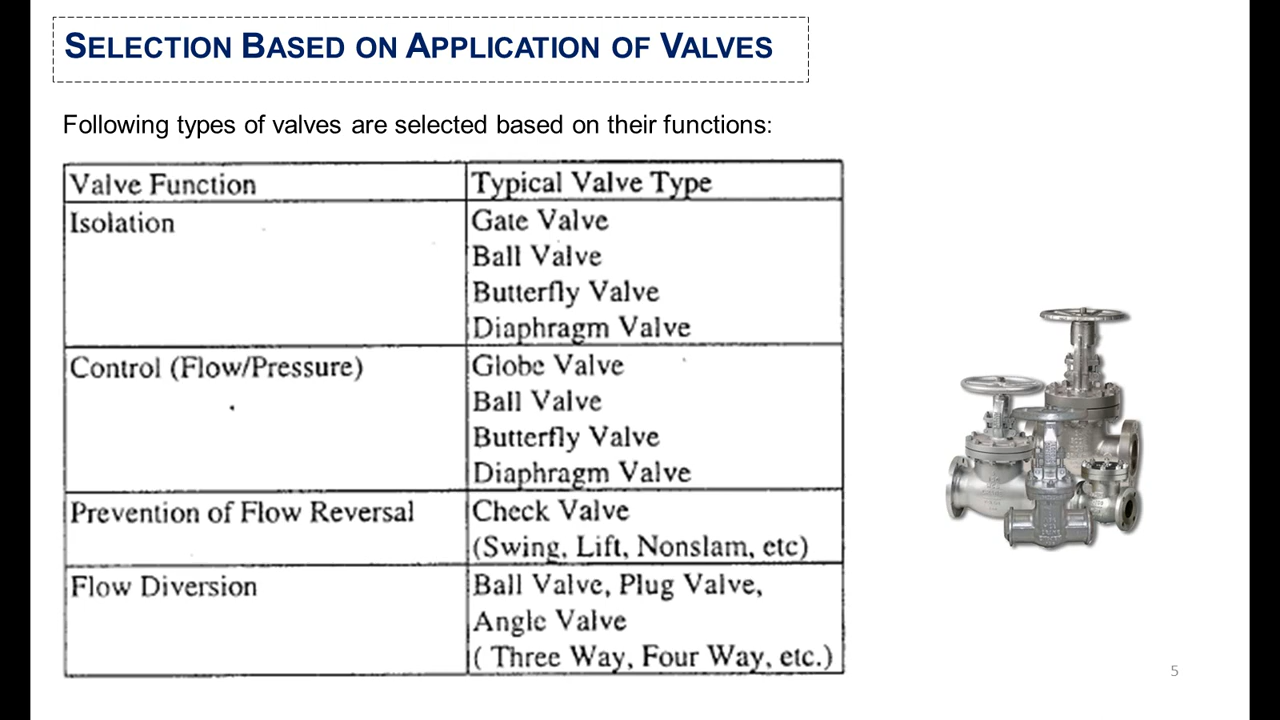 SELECTION BASED ON APPLICATION OF VALVES
Following types of valves are selected based on their functions:
Valve Function
Typical Valve Type
Isolation
Gate Valve
Ball Valve
Butterfly Valve
Diaphragm Valve
Control (Flow/Pressure)
Globe Valve
Ball Valve
Butterfly Valve
Diaphragm Valve
Prevention of Flow Reversal
Check Valve
(Swing, Lift, Nonslam, etc)
Flow Diversion
Ball Valve, Plug Valve,
Angle Valve
( Three Way, Four Way, etc.)
5